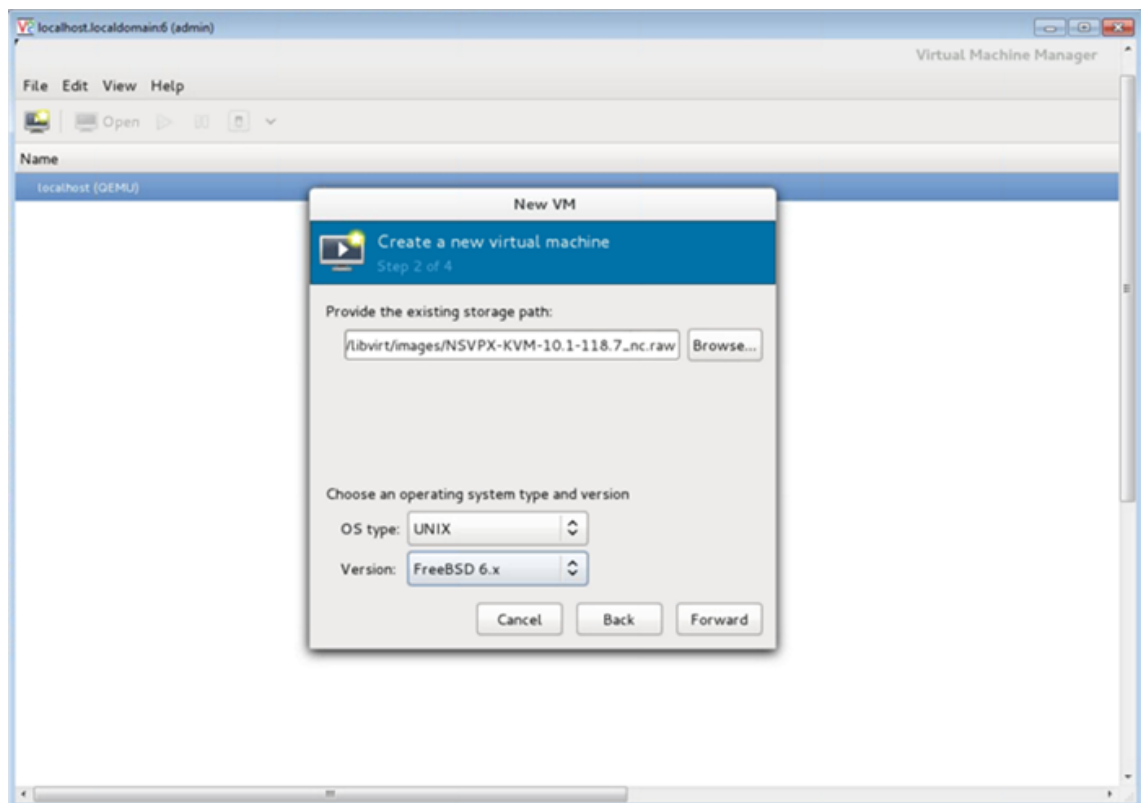 localhost.localdomain:6 (admin)
Virtual Machine Manager
File Edit View Help
Open
Name
localhost (QEMU)
New VM
Create a new virtual machine
Step 2 of 4
Provide the existing storage path:
/libvirt/images/NSVPX-KVM-10.1-118.7_nc.raw Browse...
Choose an operating system type and version
OS type: UNIX
Version: FreeBSD 6.x
Cancel Back Forward